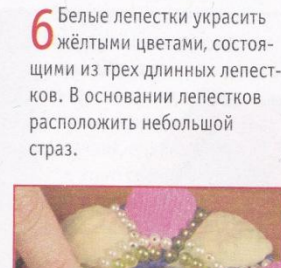 6 Белые лепестки украсить
жёлтыми цветами, состоя-
щими из трех длинных лепест-
ков. В основании лепестков
расположить небольшой
страз.